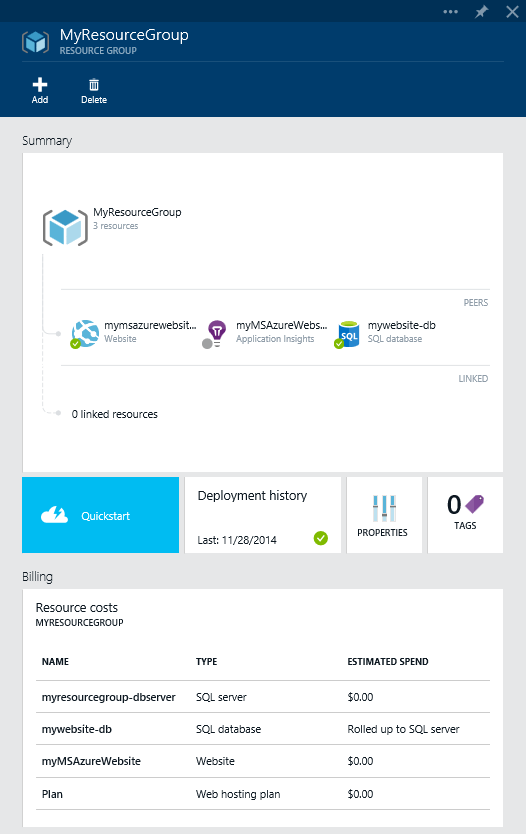 MyResourceGroup
RESOURCE GROUP
Add
Delete
Summary
MyResourceGroup
3 resources
PEERS
mymsazurewebsit...
Website
myMSAzureWebs...
Application Insights
mywebsite-db
SQL database
SQL
LINKED
0 linked resources
Quickstart
Deployment history
Last: 11/28/2014
PROPERTIES
0
TAGS
Billing
Resource costs
MYRESOURCEGROUP
NAME TYPE ESTIMATED SPEND
myresourcegroup-dbserver SQL server $0.00
mywebsite-db SQL database Rolled up to SQL server
myMSAzureWebsite Website $0.00
Plan Web hosting plan $0.00